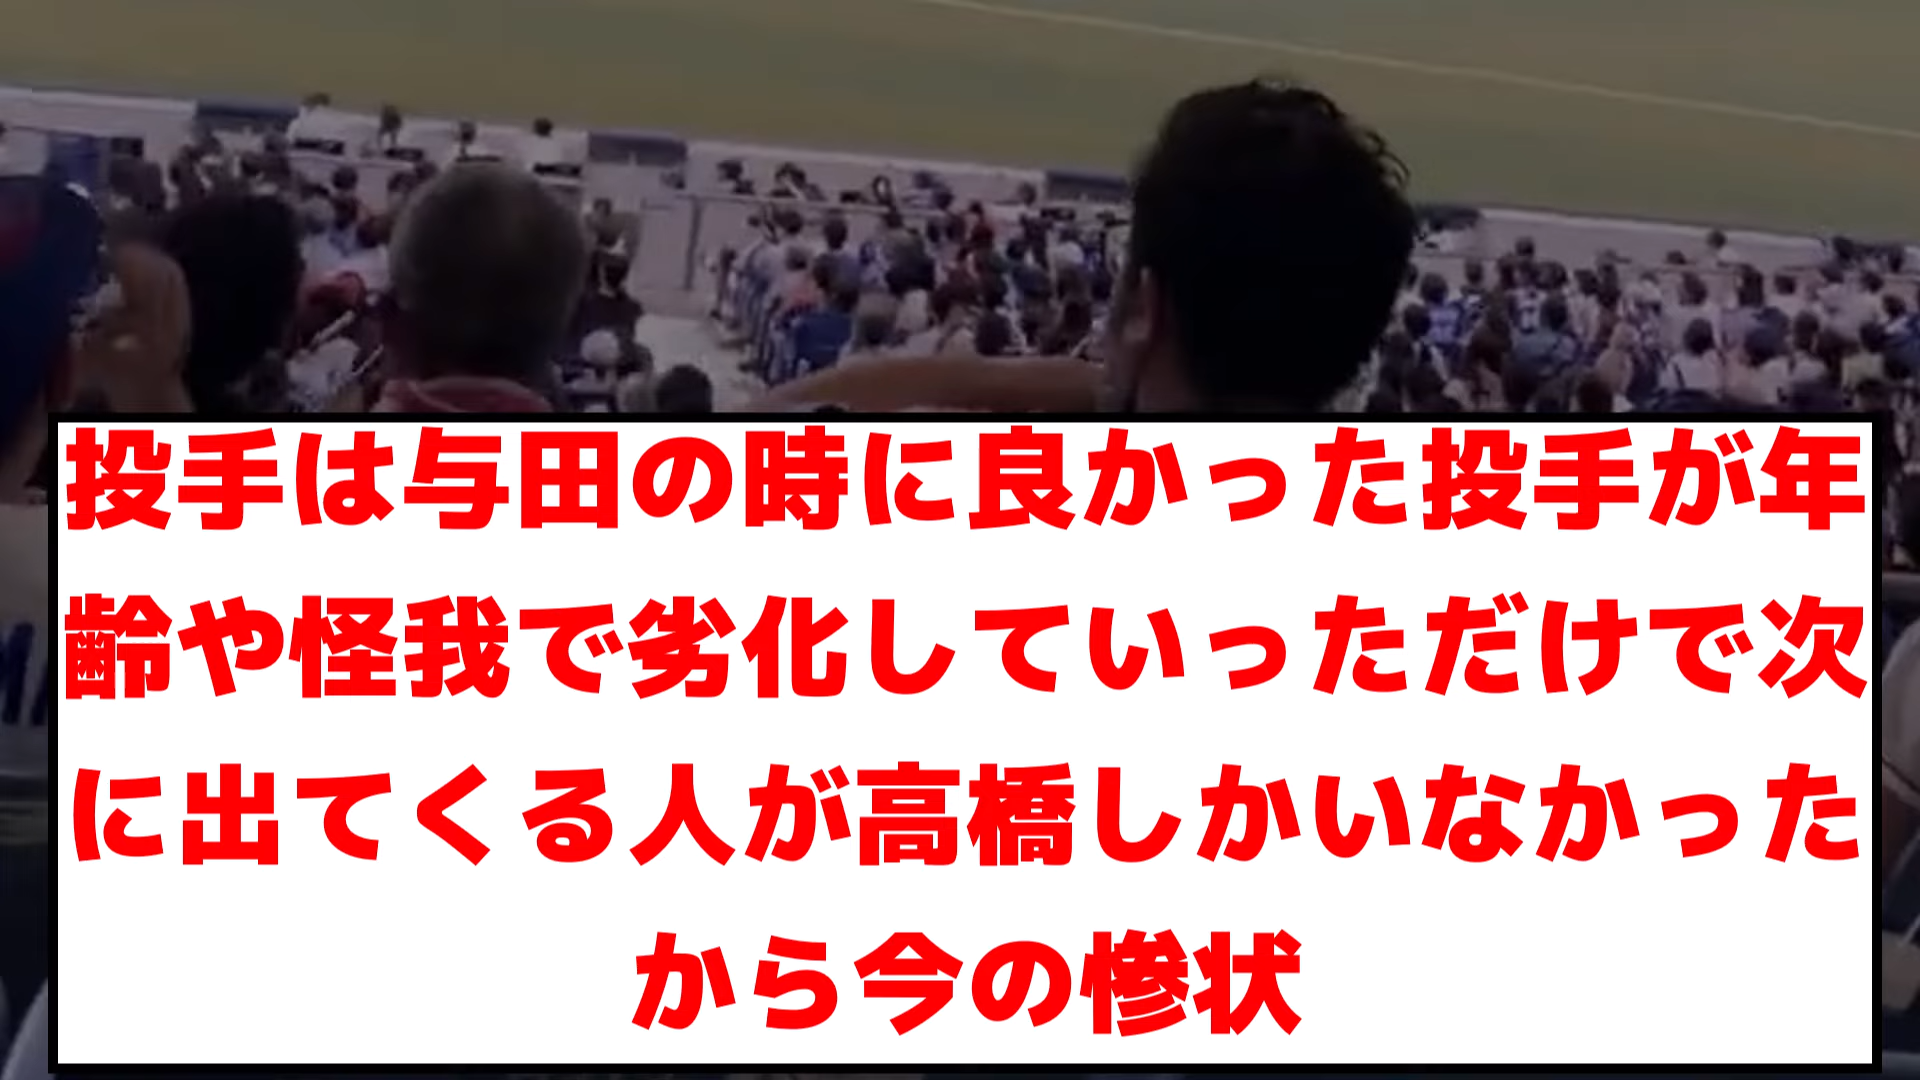 投手は与田の時に良かった投手が年
齢や怪我で劣化していっただけで次
に出てくる人が高橋しかいなかった
から今の惨状